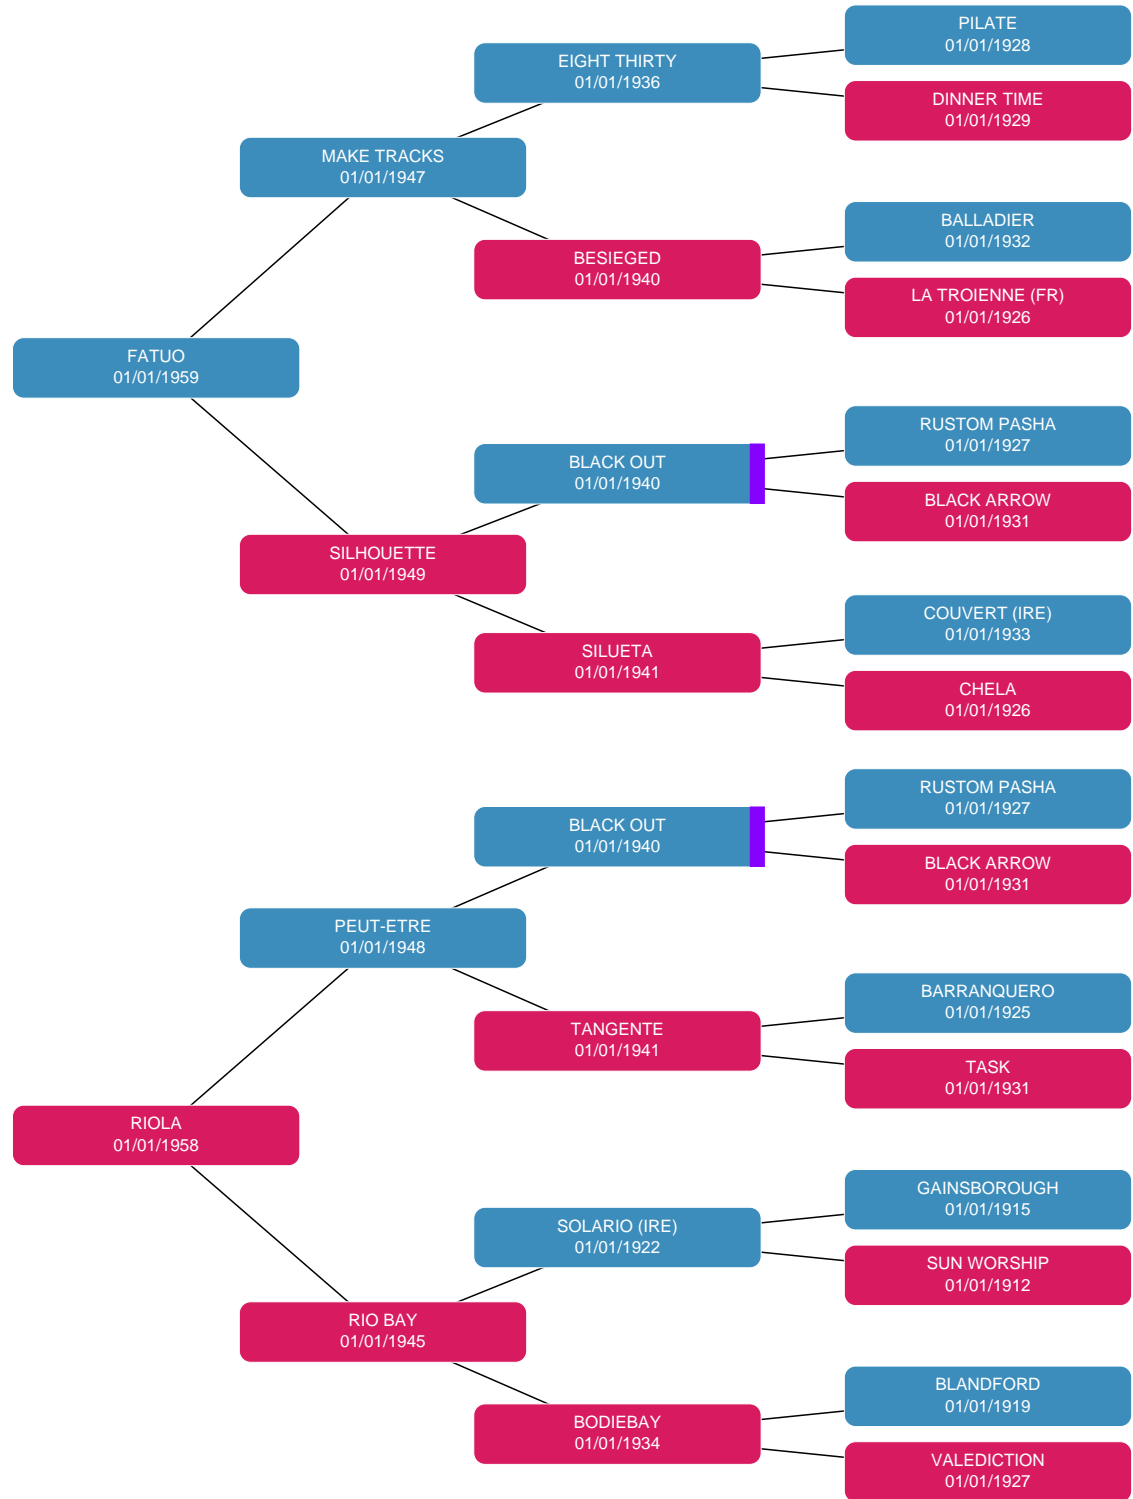 PILATE
01/01/1928
EIGHT THIRTY
01/01/1936
DINNER TIME
01/01/1929
MAKE TRACKS
01/01/1947
BALLADIER
01/01/1932
BESIEGED
01/01/1940
LA TROIENNE (FR)
01/01/1926
FATUO
01/01/1959
RUSTOM PASHA
01/01/1927
BLACK OUT
01/01/1940
BLACK ARROW
01/01/1931
SILHOUETTE
01/01/1949
COUVERT (IRE)
01/01/1933
SILUETA
01/01/1941
CHELA
01/01/1926
RUSTOM PASHA
01/01/1927
BLACK OUT
01/01/1940
BLACK ARROW
01/01/1931
PEUT-ETRE
01/01/1948
BARRANQUERO
01/01/1925
TANGENTE
01/01/1941
TASK
01/01/1931
RIOLA
01/01/1958
GAINSBOROUGH
01/01/1915
SOLARIO (IRE)
01/01/1922
SUN WORSHIP
01/01/1912
RIO BAY
01/01/1945
BLANDFORD
01/01/1919
BODIEBAY
01/01/1934
VALEDICTION
01/01/1927